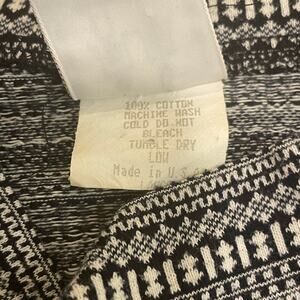 100% COTTON
MACHINE WASH
COLD DO NOT
BLEACH
TUMBLE DRY
LOW
Made in U.S.A